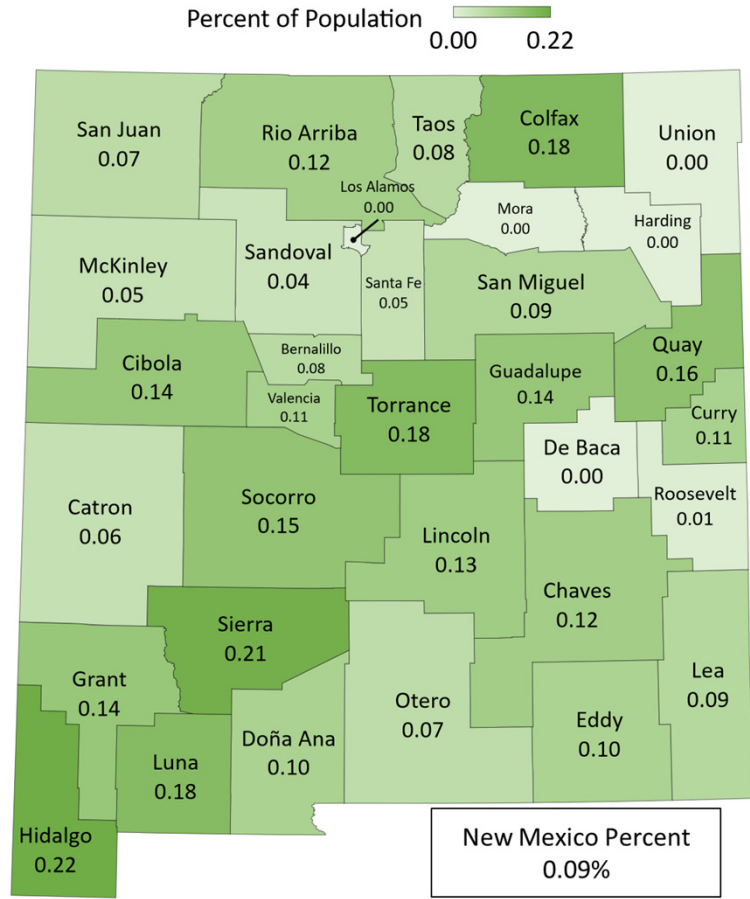 Percent of Population
0.00 0.22
San Juan
0.07
Rio Arriba
0.12
Taos
0.08
Colfax
0.18
Union
0.00
Los Alamos
0.00
Mora
0.00
Harding
0.00
McKinley
0.05
Sandoval
0.04
Santa Fe
0.05
San Miguel
0.09
Cibola
0.14
Bernalillo
0.08
Valencia
0.11
Torrance
0.18
Guadalupe
0.14
Quay
0.16
Curry
0.11
De Baca
0.00
Roosevelt
0.01
Catron
0.06
Socorro
0.15
Lincoln
0.13
Chaves
0.12
Sierra
0.21
Grant
0.14
Otero
0.07
Lea
0.09
Eddy
0.10
Doña Ana
0.10
Luna
0.18
Hidalgo
0.22
New Mexico Percent
0.09%